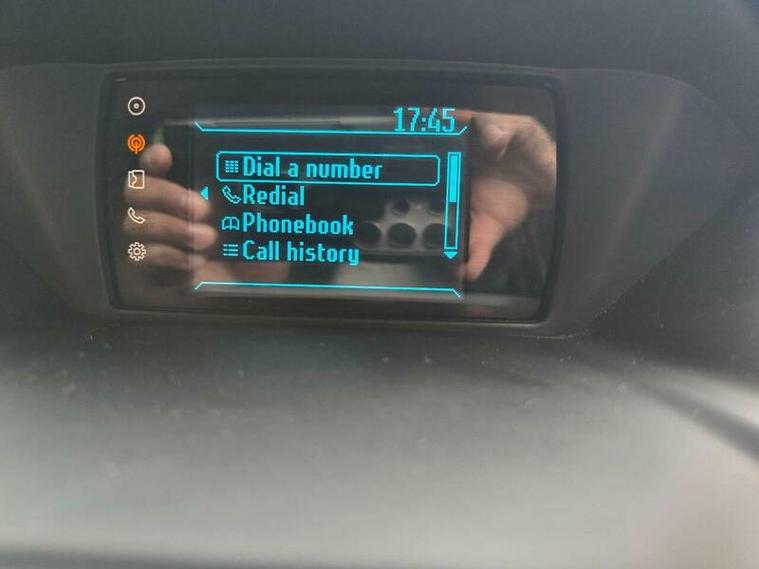 17:45
Dial a number
Redial
Phonebook
Call history